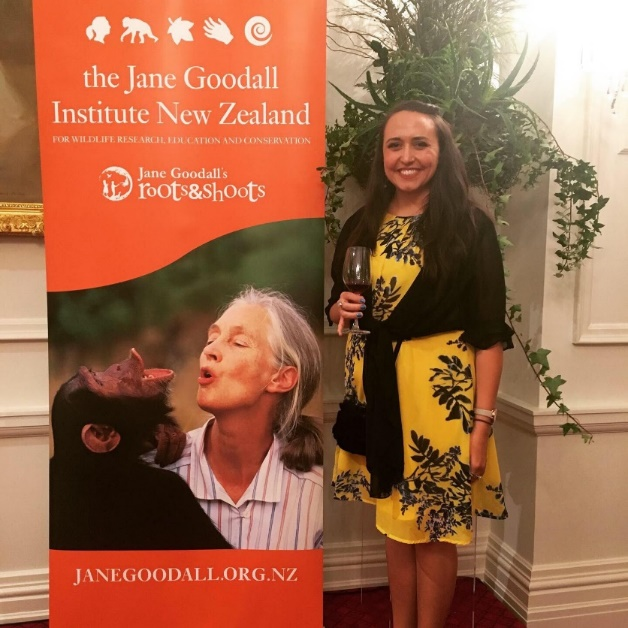 the Jane Goodall
Institute New Zealand
FOR WILDLIFE RESEARCH, EDUCATION AND CONSERVATION
Jane Goodall's
roots&shoots
JANEGOODALL.ORG.NZ